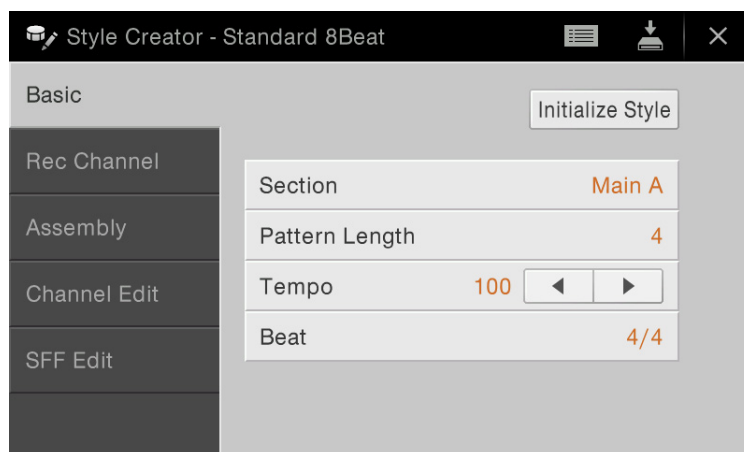 Style Creator - Standard 8Beat
Basic
Initialize Style
Rec Channel
Section Main A
Assembly
Pattern Length 4
Channel Edit
Tempo 100
Beat 4/4
SFF Edit